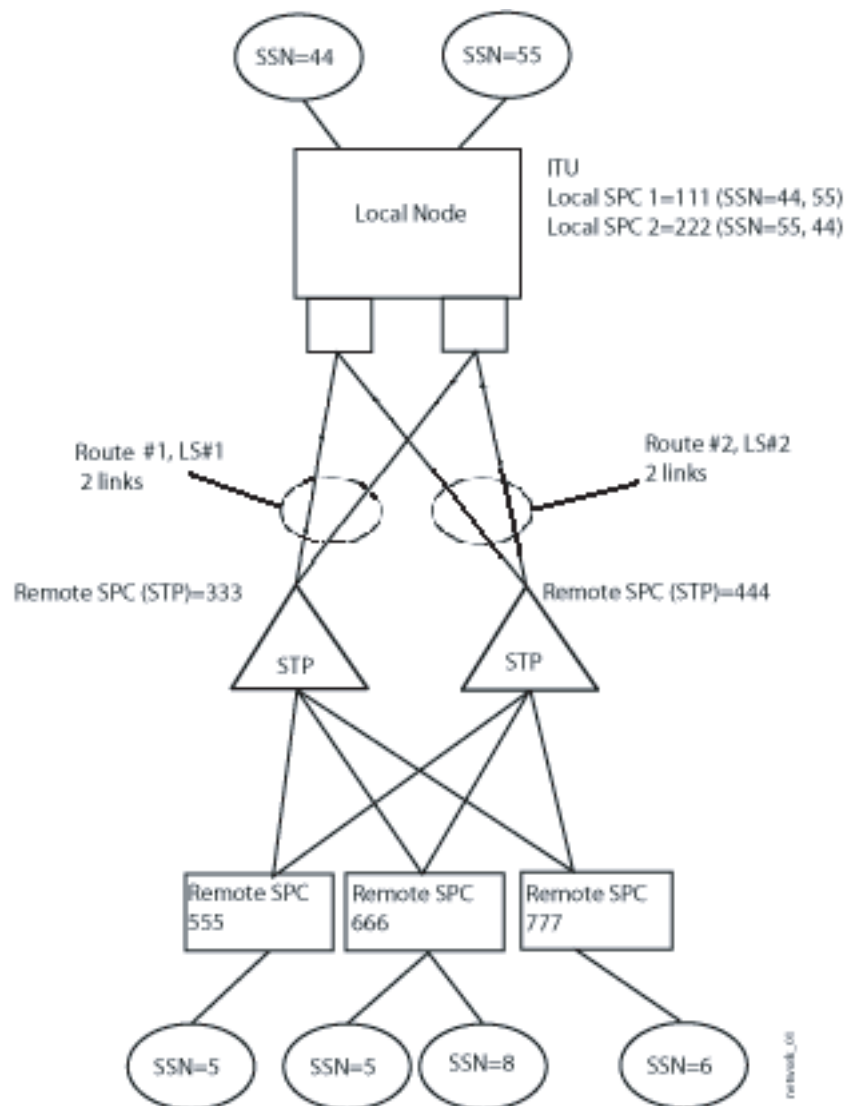 SSN=44
SSN=55
Local Node
ITU
Local SPC 1=111 (SSN=44, 55)
Local SPC 2=222 (SSN=55, 44)
Route #1, LS#1
2 links
Route #2, LS#2
2 links
Remote SPC (STP)=333
Remote SPC (STP)=444
STP
STP
Remote SPC
555
Remote SPC
666
Remote SPC
777
SSN=5
SSN=5
SSN=8
SSN=6
network_01